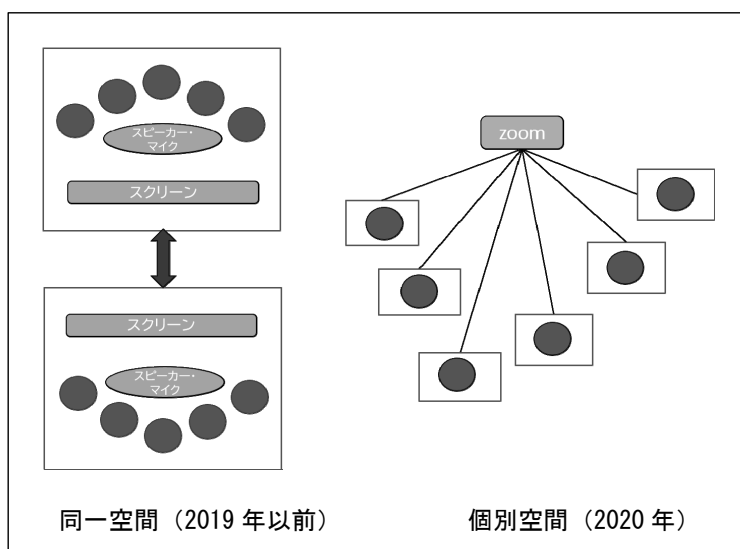 スピーカー・
マイク
スクリーン
スクリーン
スピーカー・
マイク
同一空間（2019 年以前）
zoom
個別空間（2020 年）